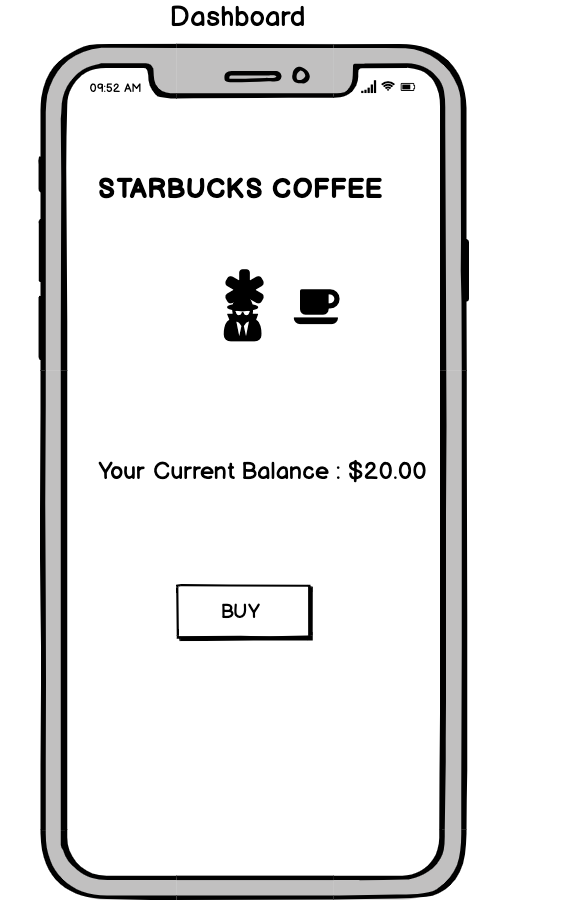 Dashboard
09:52 AM
STARBUCKS COFFEE
Your Current Balance : $20.00
BUY